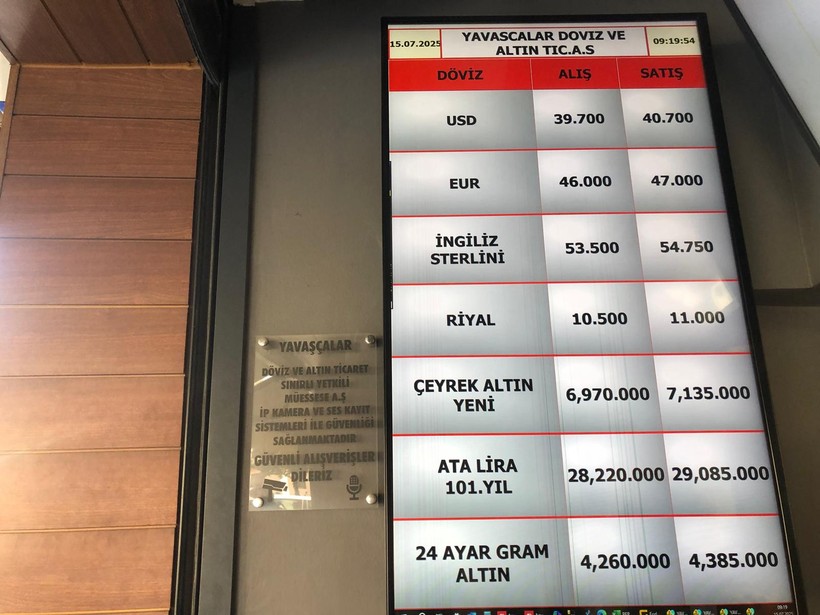 15.07.2025
YAVASCALAR DOVIZ VE
ALTIN TIC.A.S
09:19:54
DÖVİZ ALIŞ SATIŞ
USD 39.700 40.700
EUR 46.000 47.000
İNGİLİZ
STERLİNİ
53.500 54.750
RİYAL 10.500 11.000
ÇEYREK ALTIN
YENİ
6,970.000 7,135.000
ATA LİRA
101.YIL
28,220.000 29,085.000
24 AYAR GRAM
ALTIN
4,260.000 4,385.000
09:19
YAVAŞÇALAR
DÖVİZ VE ALTIN TİCARET
SINIRLI YETKİLİ
MÜESSESE A.Ş
İP KAMERA VE SES KAYIT
SİSTEMLERİ İLE GÜVENLİĞİ
SAĞLANMAKTADIR
GÜVENLİ ALIŞVERİŞLER
DİLERİZ